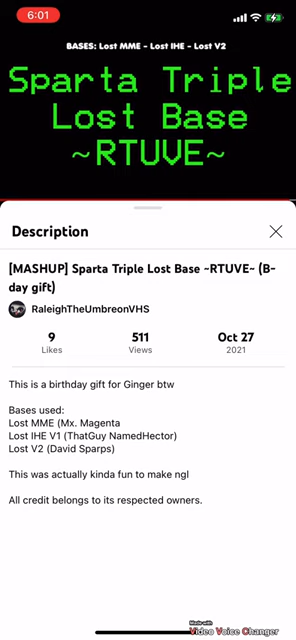 6:01
BASES: Lost MME - Lost IHE - Lost V2
Sparta Triple
Lost Base
~RTUVE~
Description
[MASHUP] Sparta Triple Lost Base ~RTUVE~ (B-
day gift)
RaleighTheUmbreonVHS
9 511 Oct 27
Likes Views 2021
This is a birthday gift for Ginger btw
Bases used:
Lost MME (Mx. Magenta
Lost IHE V1 (ThatGuy NamedHector)
Lost V2 (David Sparps)
This was actually kinda fun to make ngl
All credit belongs to its respected owners.
Made with
Video Voice Changer